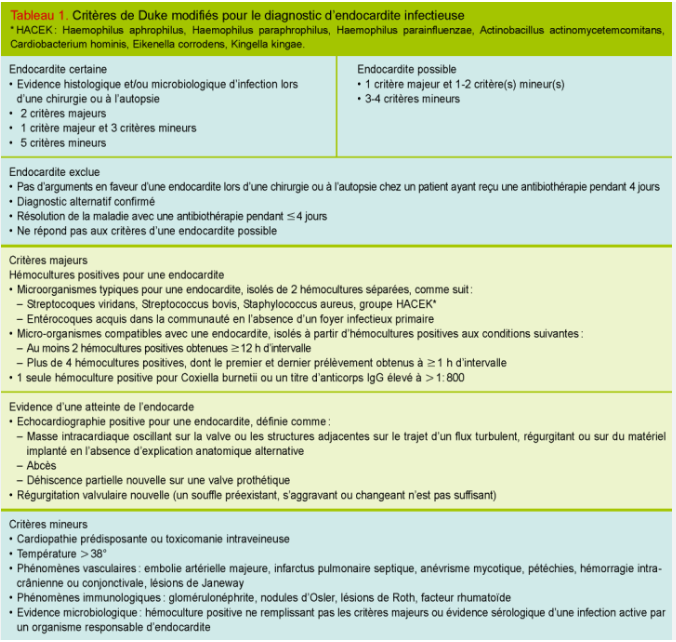 Tableau 1. Critères de Duke modifiés pour le diagnostic d'endocardite infectieuse
*HACEK: Haemophilus aphrophilus, Haemophilus paraphrophilus, Haemophilus parainfluenzae, Actinobacillus actinomycetemcomitans,
Cardiobacterium hominis, Eikenella corrodens, Kingella kingae.
Endocardite certaine
• Evidence histologique et/ou microbiologique d'infection lors
d'une chirurgie ou à l'autopsie
• 2 critères majeurs
• 1 critère majeur et 3 critères mineurs
• 5 critères mineurs
Endocardite possible
• 1 critère majeur et 1-2 critère(s) mineur(s)
• 3-4 critères mineurs
Endocardite exclue
• Pas d'arguments en faveur d'une endocardite lors d'une chirurgie ou à l'autopsie chez un patient ayant reçu une antibiothérapie pendant 4 jours
• Diagnostic alternatif confirmé
• Résolution de la maladie avec une antibiothérapie pendant ≤4 jours
• Ne répond pas aux critères d'une endocardite possible
Critères majeurs
Hémocultures positives pour une endocardite
• Microorganismes typiques pour une endocardite, isolés de 2 hémocultures séparées, comme suit:
– Streptocoques viridans, Streptococcus bovis, Staphylococcus aureus, groupe HACEK*
– Entérocoques acquis dans la communauté en l'absence d'un foyer infectieux primaire
• Micro-organismes compatibles avec une endocardite, isolés à partir d'hémocultures positives aux conditions suivantes:
– Au moins 2 hémocultures positives obtenues ≥12 h d'intervalle
– Plus de 4 hémocultures positives, dont le premier et dernier prélèvement obtenus à ≥1 h d'intervalle
• 1 seule hémoculture positive pour Coxiella burnetii ou un titre d'anticorps IgG élevé à >1:800
Evidence d'une atteinte de l'endocarde
• Echocardiographie positive pour une endocardite, définie comme:
– Masse intracardiaque oscillant sur la valve ou les structures adjacentes sur le trajet d'un flux turbulent, régurgitant ou sur du matériel
implanté en l'absence d'explication anatomique alternative
– Abcès
– Déhiscence partielle nouvelle sur une valve prothétique
• Régurgitation valvulaire nouvelle (un souffle préexistant, s'aggravant ou changeant n'est pas suffisant)
Critères mineurs
• Cardiopathie prédisposante ou toxicomanie intraveineuse
• Température >38°
• Phénomènes vasculaires: embolie artérielle majeure, infarctus pulmonaire septique, anévrisme mycotique, pétéchies, hémorragie intra-
crânienne ou conjonctivale, lésions de Janeway
• Phénomènes immunologiques: glomérulonéphrite, nodules d'Osler, lésions de Roth, facteur rhumatoïde
• Evidence microbiologique: hémoculture positive ne remplissant pas les critères majeurs ou évidence sérologique d'une infection active par
un organisme responsable d'endocardite